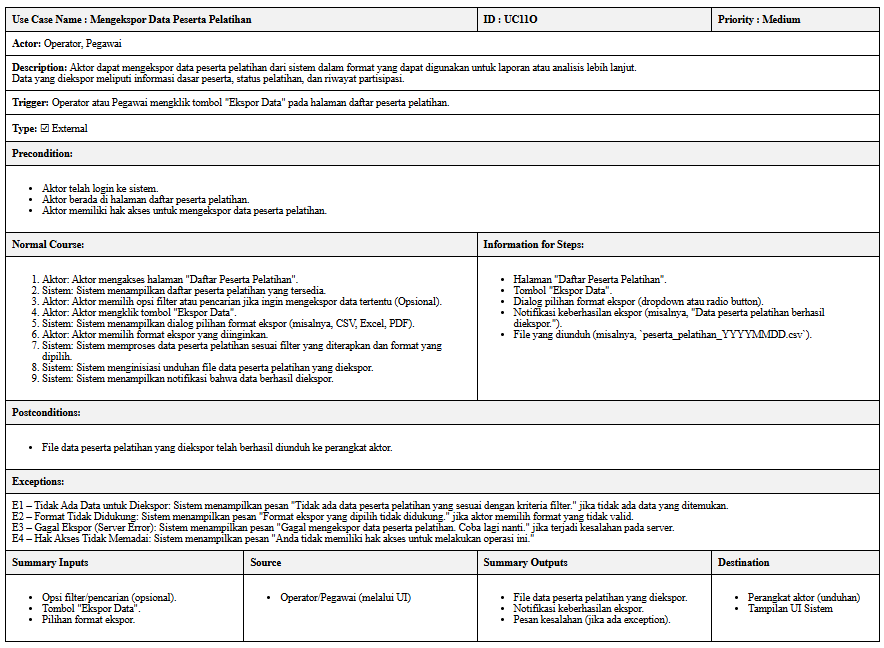 Use Case Name : Mengekspor Data Peserta Pelatihan
ID : UC11O
Priority : Medium
Actor: Operator, Pegawai
Description: Aktor dapat mengekspor data peserta pelatihan dari sistem dalam format yang dapat digunakan untuk laporan atau analisis lebih lanjut.
Data yang diekspor meliputi informasi dasar peserta, status pelatihan, dan riwayat partisipasi.
Trigger: Operator atau Pegawai mengklik tombol "Ekspor Data" pada halaman daftar peserta pelatihan.
Type: ☑ External
Precondition:
• Aktor telah login ke sistem.
• Aktor berada di halaman daftar peserta pelatihan.
• Aktor memiliki hak akses untuk mengekspor data peserta pelatihan.
Normal Course:
1. Aktor: Aktor mengakses halaman "Daftar Peserta Pelatihan".
2. Sistem: Sistem menampilkan daftar peserta pelatihan yang tersedia.
3. Aktor: Aktor memilih opsi filter atau pencarian jika ingin mengekspor data tertentu (Opsional).
4. Aktor: Aktor mengklik tombol "Ekspor Data".
5. Sistem: Sistem menampilkan dialog pilihan format ekspor (misalnya, CSV, Excel, PDF).
6. Aktor: Aktor memilih format ekspor yang diinginkan.
7. Sistem: Sistem memproses data peserta pelatihan sesuai filter yang diterapkan dan format yang
dipilih.
8. Sistem: Sistem menginisiasi unduhan file data peserta pelatihan yang diekspor.
9. Sistem: Sistem menampilkan notifikasi bahwa data berhasil diekspor.
Information for Steps:
• Halaman "Daftar Peserta Pelatihan".
• Tombol "Ekspor Data".
• Dialog pilihan format ekspor (dropdown atau radio button).
• Notifikasi keberhasilan ekspor (misalnya, "Data peserta pelatihan berhasil
diekspor.").
• File yang diunduh (misalnya, `peserta_pelatihan_YYYYMMDD.csv`).
Postconditions:
• File data peserta pelatihan yang diekspor telah berhasil diunduh ke perangkat aktor.
Exceptions:
E1 – Tidak Ada Data untuk Diekspor: Sistem menampilkan pesan "Tidak ada data peserta pelatihan yang sesuai dengan kriteria filter." jika tidak ada data yang ditemukan.
E2 – Format Tidak Didukung: Sistem menampilkan pesan "Format ekspor yang dipilih tidak didukung." jika aktor memilih format yang tidak valid.
E3 – Gagal Ekspor (Server Error): Sistem menampilkan pesan "Gagal mengekspor data peserta pelatihan. Coba lagi nanti." jika terjadi kesalahan pada server.
E4 – Hak Akses Tidak Memadai: Sistem menampilkan pesan "Anda tidak memiliki hak akses untuk melakukan operasi ini."
Summary Inputs
• Opsi filter/pencarian (opsional).
• Tombol "Ekspor Data".
• Pilihan format ekspor.
Source
• Operator/Pegawai (melalui UI)
Summary Outputs
• File data peserta pelatihan yang diekspor.
• Notifikasi keberhasilan ekspor.
• Pesan kesalahan (jika ada exception).
Destination
• Perangkat aktor (unduhan)
• Tampilan UI Sistem